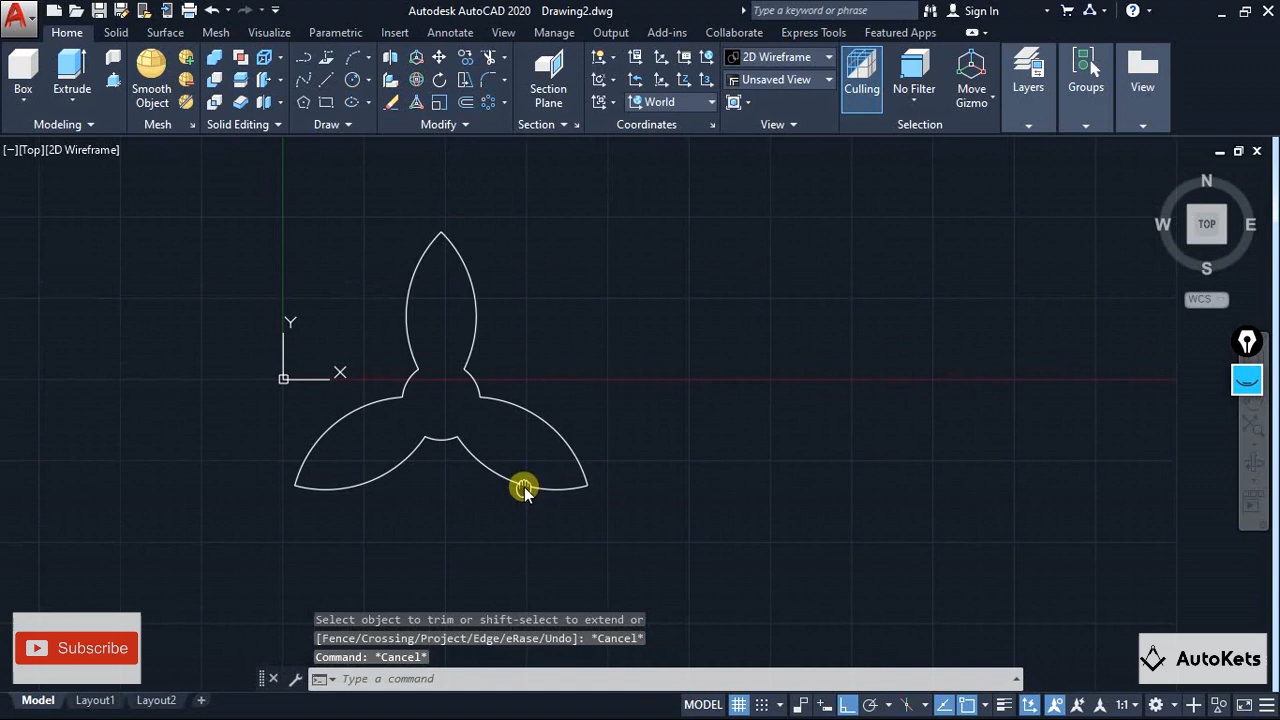 Autodesk AutoCAD 2020 Drawing2.dwg
Type a keyword or phrase
Sign In
Home Solid Surface Mesh Visualize Parametric Insert Annotate View Manage Output Add-ins Collaborate Express Tools Featured Apps
Box
Extrude
Smooth
Object
Section
Plane
World
2D Wireframe
Unsaved View
Culling
No Filter
Move
Gizmo
Layers
Groups
View
Modeling
Mesh
Solid Editing
Draw
Modify
Section
Coordinates
View
Selection
[−][Top][2D Wireframe]
N
W
TOP
E
S
WCS
Y
X
Select object to trim or shift-select to extend or
[Fence/Crossing/Project/Edge/eRase/Undo]: *Cancel*
Command: *Cancel*
Type a command
Subscribe
AutoKets
Model Layout1 Layout2
MODEL
1:1